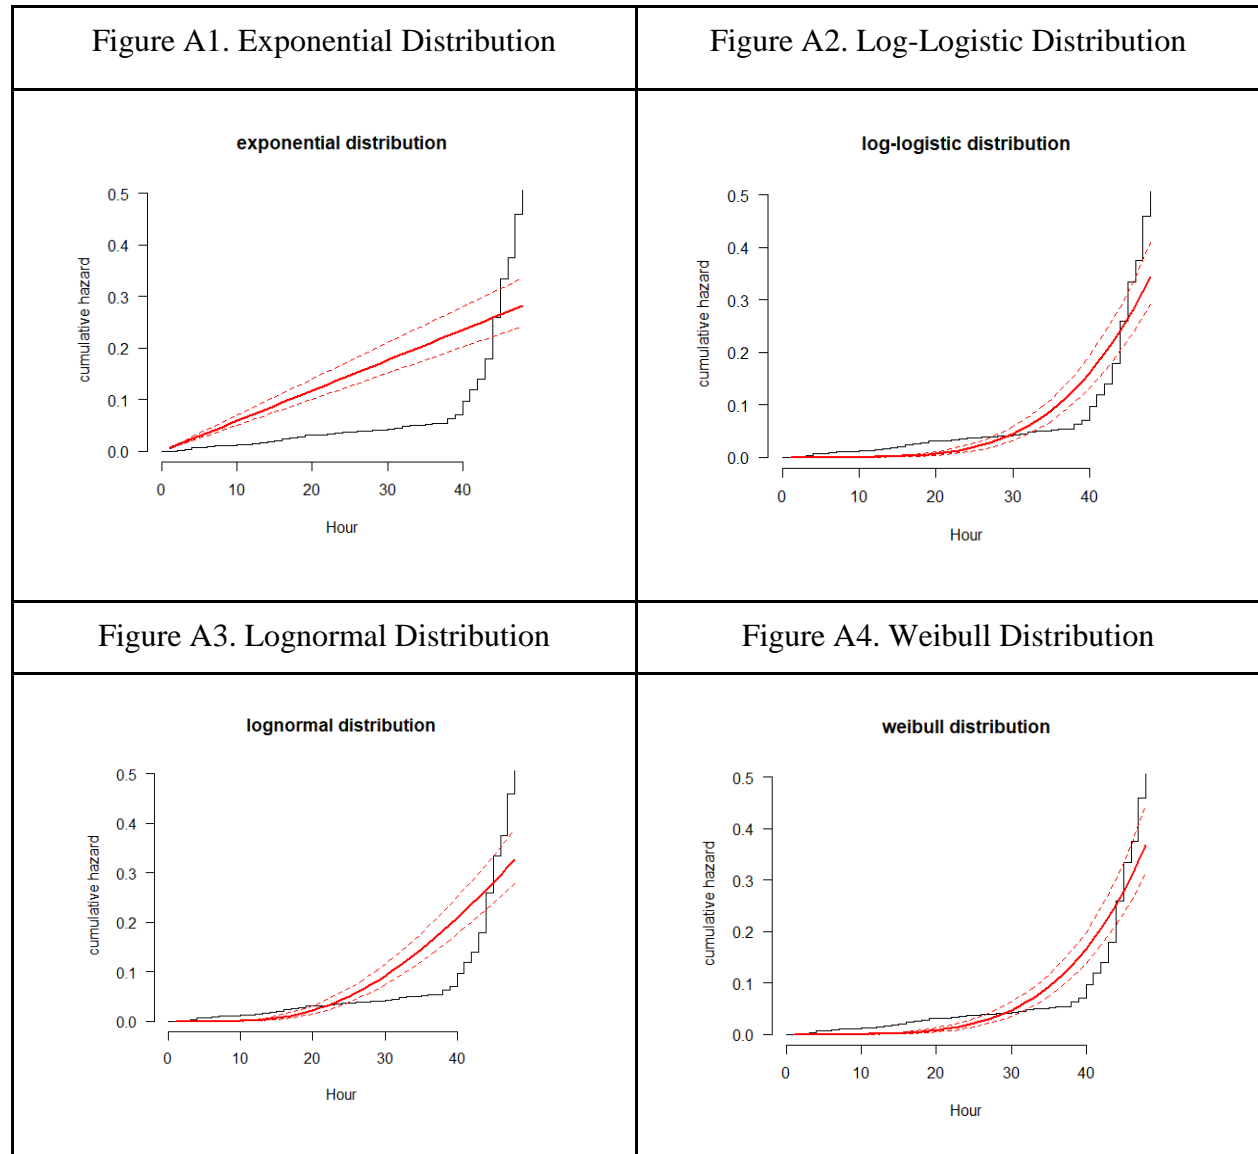 Figure A1. Exponential Distribution
Figure A2. Log-Logistic Distribution
exponential distribution
cumulative hazard
0.5
0.4
0.3
0.2
0.1
0.0
0 10 20 30 40
Hour
log-logistic distribution
cumulative hazard
0.5
0.4
0.3
0.2
0.1
0.0
0 10 20 30 40
Hour
Figure A3. Lognormal Distribution
Figure A4. Weibull Distribution
lognormal distribution
cumulative hazard
0.5
0.4
0.3
0.2
0.1
0.0
0 10 20 30 40
Hour
weibull distribution
cumulative hazard
0.5
0.4
0.3
0.2
0.1
0.0
0 10 20 30 40
Hour